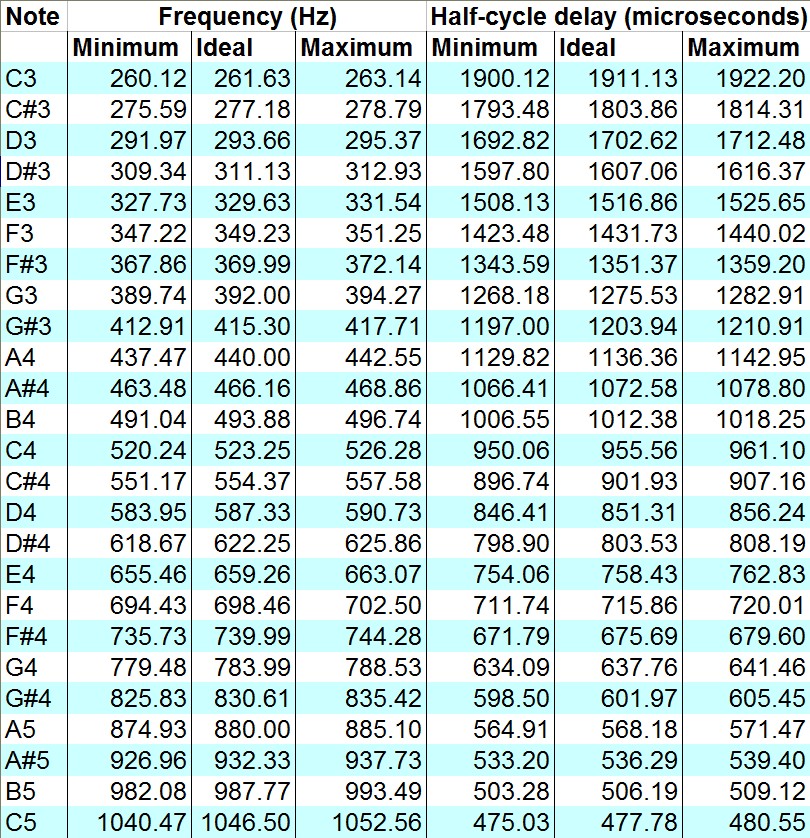 Note Frequency (Hz) Half-cycle delay (microseconds)
Minimum Ideal Maximum Minimum Ideal Maximum
C3 260.12 261.63 263.14 1900.12 1911.13 1922.20
C#3 275.59 277.18 278.79 1793.48 1803.86 1814.31
D3 291.97 293.66 295.37 1692.82 1702.62 1712.48
D#3 309.34 311.13 312.93 1597.80 1607.06 1616.37
E3 327.73 329.63 331.54 1508.13 1516.86 1525.65
F3 347.22 349.23 351.25 1423.48 1431.73 1440.02
F#3 367.86 369.99 372.14 1343.59 1351.37 1359.20
G3 389.74 392.00 394.27 1268.18 1275.53 1282.91
G#3 412.91 415.30 417.71 1197.00 1203.94 1210.91
A4 437.47 440.00 442.55 1129.82 1136.36 1142.95
A#4 463.48 466.16 468.86 1066.41 1072.58 1078.80
B4 491.04 493.88 496.74 1006.55 1012.38 1018.25
C4 520.24 523.25 526.28 950.06 955.56 961.10
C#4 551.17 554.37 557.58 896.74 901.93 907.16
D4 583.95 587.33 590.73 846.41 851.31 856.24
D#4 618.67 622.25 625.86 798.90 803.53 808.19
E4 655.46 659.26 663.07 754.06 758.43 762.83
F4 694.43 698.46 702.50 711.74 715.86 720.01
F#4 735.73 739.99 744.28 671.79 675.69 679.60
G4 779.48 783.99 788.53 634.09 637.76 641.46
G#4 825.83 830.61 835.42 598.50 601.97 605.45
A5 874.93 880.00 885.10 564.91 568.18 571.47
A#5 926.96 932.33 937.73 533.20 536.29 539.40
B5 982.08 987.77 993.49 503.28 506.19 509.12
C5 1040.47 1046.50 1052.56 475.03 477.78 480.55